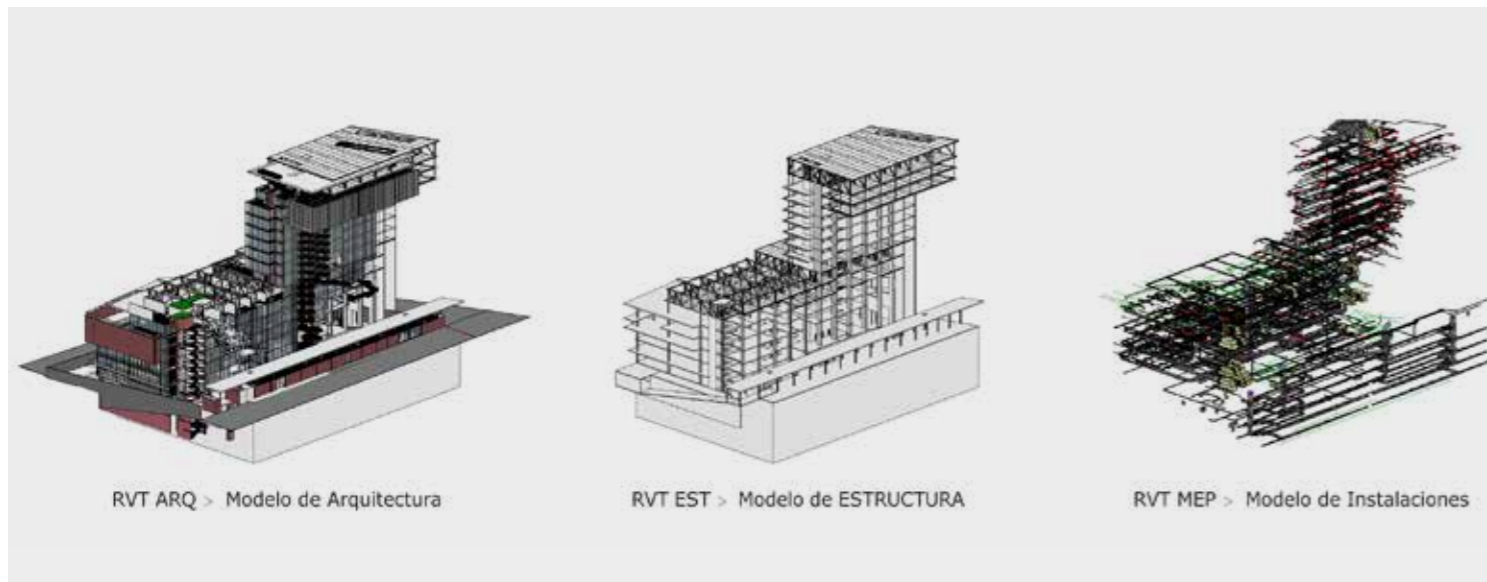 RVT ARQ > Modelo de Arquitectura
RVT EST > Modelo de ESTRUCTURA
RVT MEP > Modelo de Instalaciones